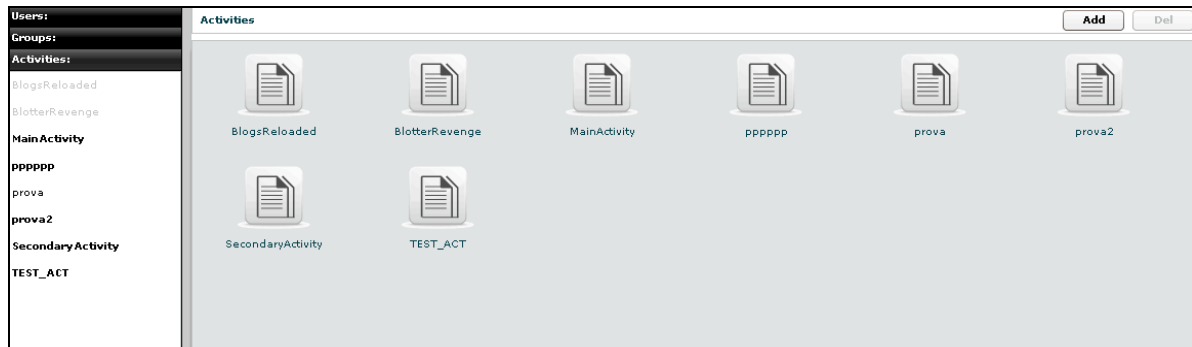 Users:
Groups:
Activities:
BlogsReloaded
BlotterRevenge
MainActivity
pppppp
prova
prova2
SecondaryActivity
TEST_ACT
Activities Add Del
BlogsReloaded BlotterRevenge MainActivity pppppp prova prova2
SecondaryActivity TEST_ACT